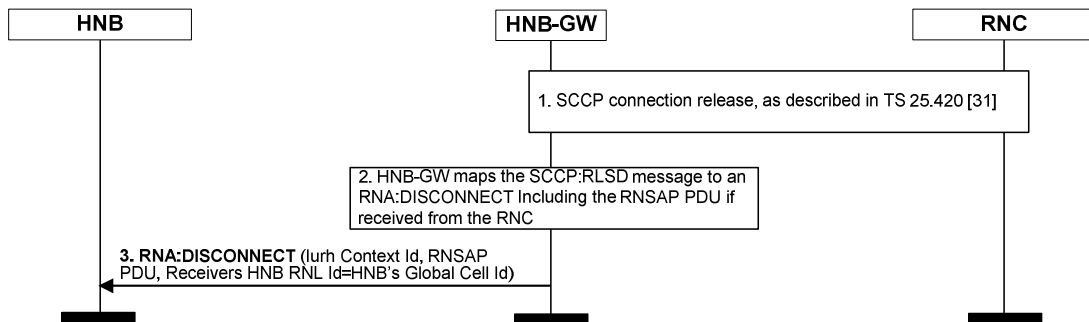 HNB
HNB-GW
RNC
1. SCCP connection release, as described in TS 25.420 [31]
2. HNB-GW maps the SCCP:RLSD message to an
RNA:DISCONNECT Including the RNSAP PDU if
received from the RNC
3. RNA:DISCONNECT (Iurh Context Id, RNSAP
PDU, Receivers HNB RNL Id=HNB's Global Cell Id)